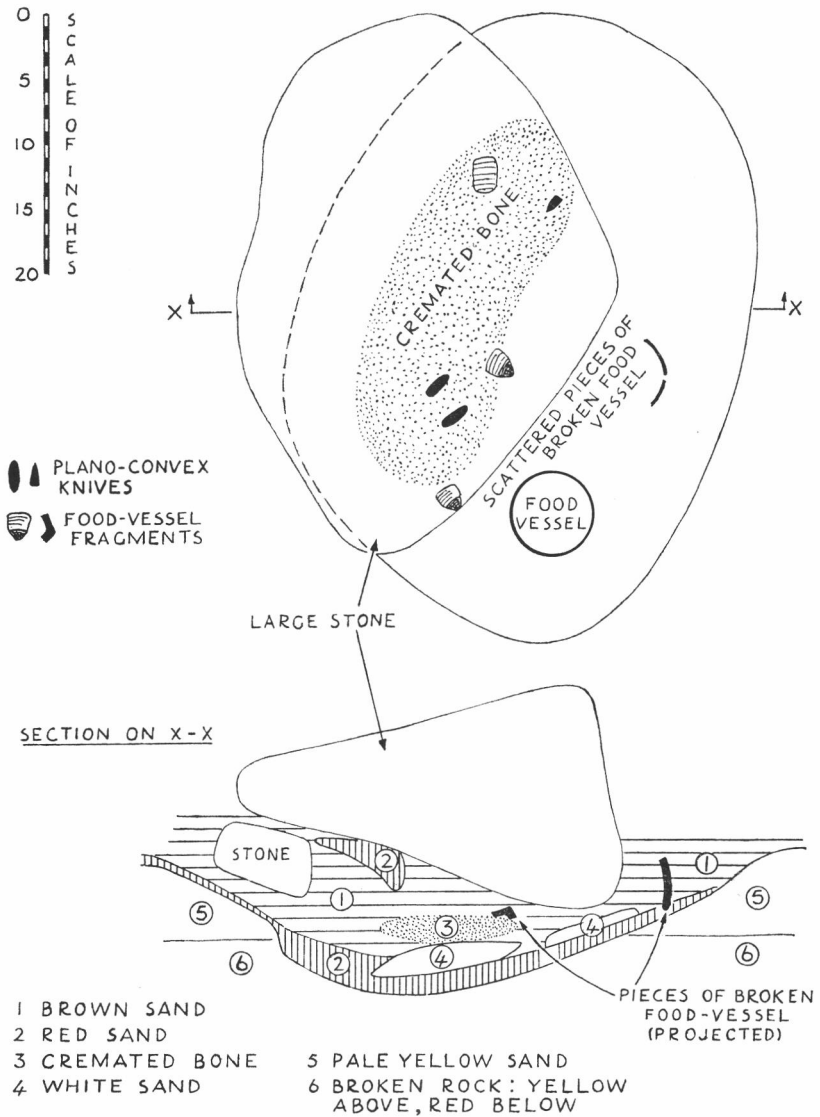 0
5
10
15
20
SCALE OF INCHES
CREMATED BONE
X
X
SCATTERED PIECES OF
BROKEN FOOD
VESSEL
FOOD
VESSEL
PLANO-CONVEX
KNIVES
FOOD-VESSEL
FRAGMENTS
LARGE STONE
SECTION ON X-X
STONE
2
1
1
5
5
3
4
4
6
6
2
PIECES OF BROKEN
FOOD-VESSEL
(PROJECTED)
1 BROWN SAND
2 RED SAND
3 CREMATED BONE
4 WHITE SAND
5 PALE YELLOW SAND
6 BROKEN ROCK: YELLOW
ABOVE, RED BELOW